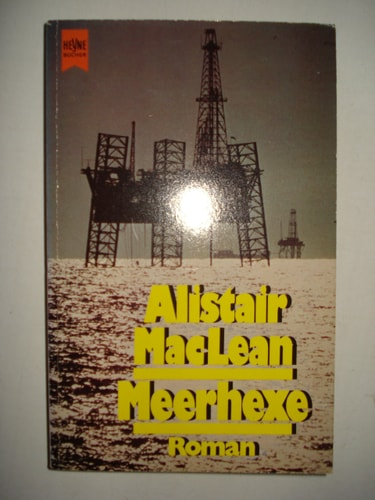 HEYNE
BÜCHER
Alistair
MacLean
Meerhexe
Roman